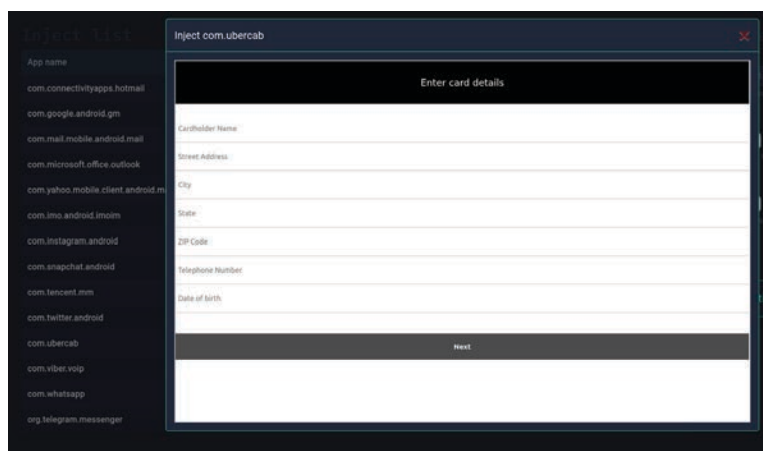 Inject list
Inject com.ubercab
App name
com.connectivityapps.hotmail
com.google.android.gm
com.mail.mobile.android.mail
com.microsoft.office.outlook
com.yahoo.mobile.client.android.m
com.imo.android.imoim
com.instagram.android
com.snapchat.android
com.tencent.mm
com.twitter.android
com.ubercab
com.viber.voip
com.whatsapp
org.telegram.messenger
Enter card details
Cardholder Name
Street Address
City
State
ZIP Code
Telephone Number
Date of birth
Next